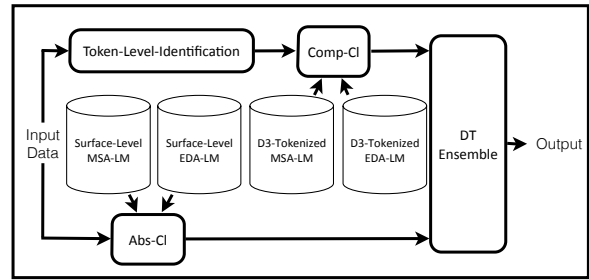 Token-Level-Identification
Comp-Cl
Input
Data
Surface-Level
MSA-LM
Surface-Level
EDA-LM
D3-Tokenized
MSA-LM
D3-Tokenized
EDA-LM
DT
Ensemble
Output
Abs-Cl